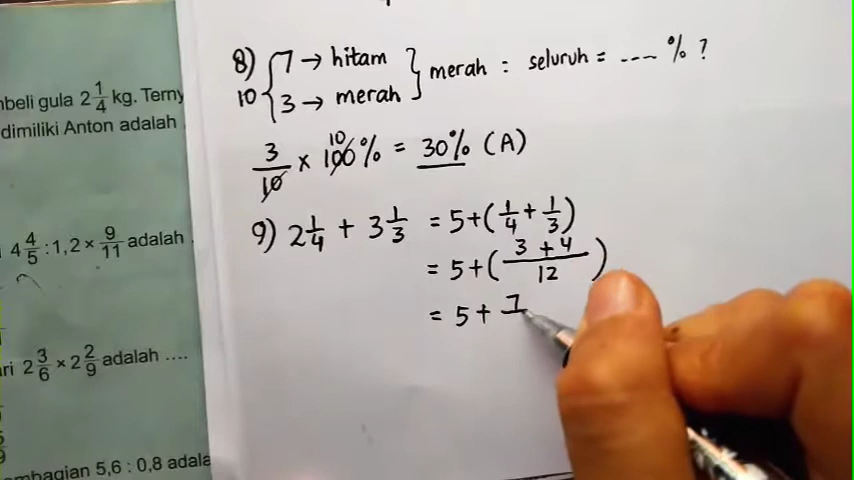 mbeli gula 2 1/4 kg. Terny
dimiliki Anton adalah
4 4/5 : 1,2 × 9/11 adalah
ri 2 3/6 × 2 2/9 adalah ....
mbagian 5,6 : 0,8 adala
8) 7 → hitam
10 3 → merah
merah : seluruh = ---- % ?
3/10 × 100% = 30% (A)
10
9) 2 1/4 + 3 1/3 = 5 + (1/4 + 1/3)
= 5 + (3 + 4/12)
= 5 + 7